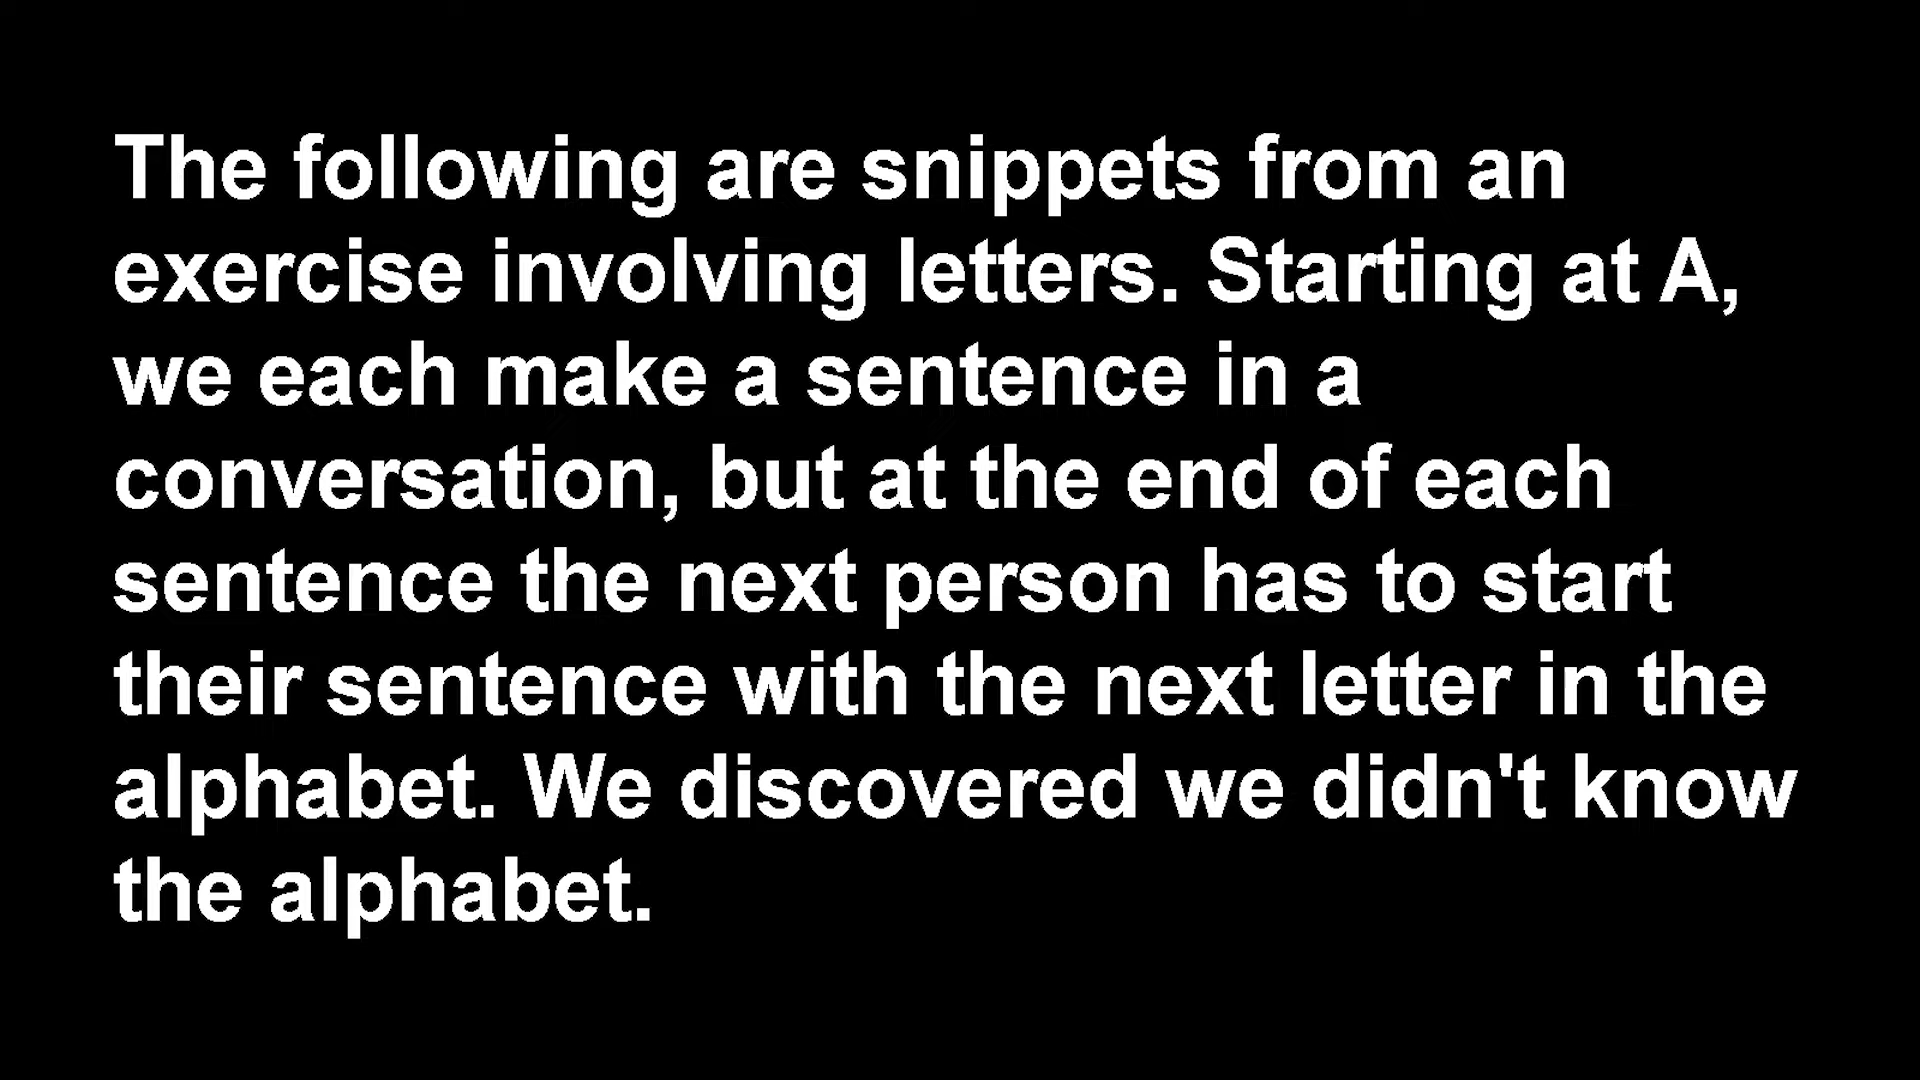 The following are snippets from an
exercise involving letters. Starting at A,
we each make a sentence in a
conversation, but at the end of each
sentence the next person has to start
their sentence with the next letter in the
alphabet. We discovered we didn't know
the alphabet.